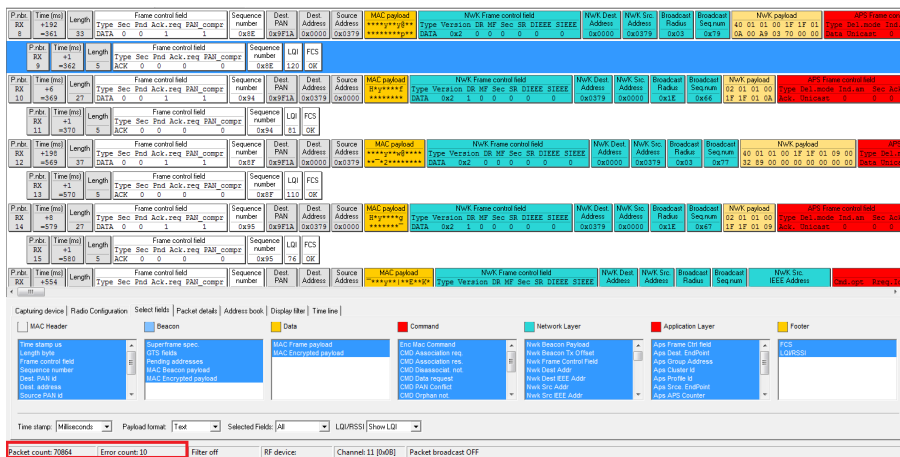 P.nbr. Time (ms) Length Frame control field Sequence number Dest. PAN Dest. Address Source Address MAC payload NWK Frame control field NWK Dest. Address NWK Src. Address Broadcast Radius Broadcast Seq.num NWK payload
RX +192 Type Sec Pnd Ack.req PAN_compr Type Version DR MF Sec SR DIEEE SIEEE 40 01 01 00 1F 1F 01
8 =361 33 DATA 0 0 1 1 0x8E 0x9F1A 0x0000 0x0379 DATA 0x2 1 0 0 0 0 0 0x0000 0x0379 0x03 0x79 0A 00 A9 03 70 00 00
P.nbr. Time (ms) Length Frame control field Sequence number LQI FCS
RX +1 Type Sec Pnd Ack.req PAN_compr
9 =362 5 ACK 0 0 0 0 0x8E 120 OK
P.nbr. Time (ms) Length Frame control field Sequence number Dest. PAN Dest. Address Source Address MAC payload NWK Frame control field NWK Dest. Address NWK Src. Address Broadcast Radius Broadcast Seq.num NWK payload APS Frame control field
RX +6 Type Sec Pnd Ack.req PAN_compr Type Version DR MF Sec SR DIEEE SIEEE 02 01 01 00
10 =369 27 DATA 0 0 1 1 0x94 0x9F1A 0x0379 0x0000 DATA 0x2 1 0 0 0 0 0 0x0379 0x0000 0x1E 0x66 1F 1F 01 0A
P.nbr. Time (ms) Length Frame control field Sequence number LQI FCS
RX +1 Type Sec Pnd Ack.req PAN_compr
11 =370 5 ACK 0 0 0 0 0x94 81 OK
P.nbr. Time (ms) Length Frame control field Sequence number Dest. PAN Dest. Address Source Address MAC payload NWK Frame control field NWK Dest. Address NWK Src. Address Broadcast Radius Broadcast Seq.num NWK payload
RX +198 Type Sec Pnd Ack.req PAN_compr Type Version DR MF Sec SR DIEEE SIEEE 40 01 01 00 1F 1F 01 09 00
12 =569 37 DATA 0 0 1 1 0x8F 0x9F1A 0x0000 0x0379 DATA 0x2 1 0 0 0 0 0 0x0000 0x0379 0x03 0x77 32 89 00 00 00 00 00 00 00
P.nbr. Time (ms) Length Frame control field Sequence number LQI FCS
RX +1 Type Sec Pnd Ack.req PAN_compr
13 =570 5 ACK 0 0 0 0 0x8F 110 OK
P.nbr. Time (ms) Length Frame control field Sequence number Dest. PAN Dest. Address Source Address MAC payload NWK Frame control field NWK Dest. Address NWK Src. Address Broadcast Radius Broadcast Seq.num NWK payload APS Frame control field
RX +8 Type Sec Pnd Ack.req PAN_compr Type Version DR MF Sec SR DIEEE SIEEE 02 01 01 00
14 =579 27 DATA 0 0 1 1 0x95 0x9F1A 0x0379 0x0000 DATA 0x2 1 0 0 0 0 0 0x0379 0x0000 0x1E 0x67 1F 1F 01 09
P.nbr. Time (ms) Length Frame control field Sequence number LQI FCS
RX +1 Type Sec Pnd Ack.req PAN_compr
15 =580 5 ACK 0 0 0 0 0x95 76 OK
P.nbr. Time (ms) Length Frame control field Sequence number Dest. PAN Dest. Address Source Address MAC payload NWK Frame control field NWK Dest. Address NWK Src. Address Broadcast Radius Broadcast Seq.num NWK Src. IEEE Address
RX +554 Type Sec Pnd Ack.req PAN_compr Type Version DR MF Sec SR DIEEE SIEEE
Capturing device Radio Configuration Select fields Packet details Address book Display filter Time line
MAC Header Beacon Data Command Network Layer Application Layer Footer
Time stamp us Superframe spec. MAC Frame payload Enc Mac Command Nwk Beacon Payload Aps Frame Ctrl field FCS
Length byte GTS fields MAC Encrypted payload CMD Association req. Nwk Beacon Tx Offset Aps Dest. EndPoint LQI/RSSI
Frame control field Pending addresses CMD Association res. Nwk Frame Control Field Aps Group Address
Sequence number MAC Beacon payload CMD Disassociat. not. Nwk Dest Addr Aps Cluster Id
Dest. PAN id MAC Encrypted payload CMD Data request Nwk Dest IEEE Addr Aps Profile id
Dest. address CMD PAN Conflict Nwk Src Addr Aps Srce. EndPoint
Source PAN id CMD Orphan not. Nwk Src IEEE Addr Aps APS Counter
Time stamp: Milliseconds Payload format: Text Selected Fields: All LQI/RSSI Show LQI
Packet count: 70864 Error count: 10 Filter off RF device: Channel: 11 [0x0B] Packet broadcast OFF